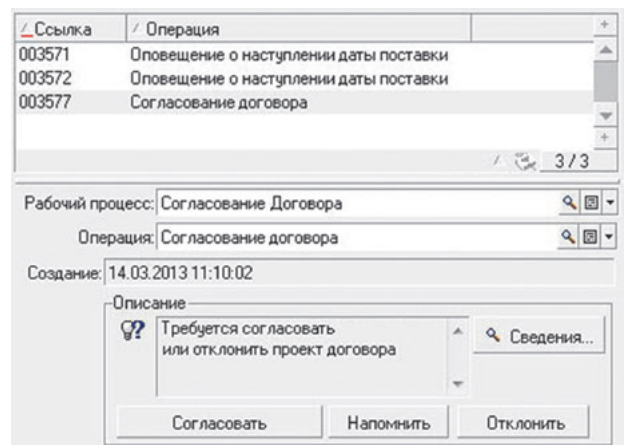 Ссылка Операция
003571 Оповещение о наступлении даты поставки
003572 Оповещение о наступлении даты поставки
003577 Согласование договора
3 / 3
Рабочий процесс: Согласование Договора
Операция: Согласование договора
Создание: 14.03.2013 11:10:02
Описание
Требуется согласовать
или отклонить проект договора
Сведения...
Согласовать Напомнить Отклонить